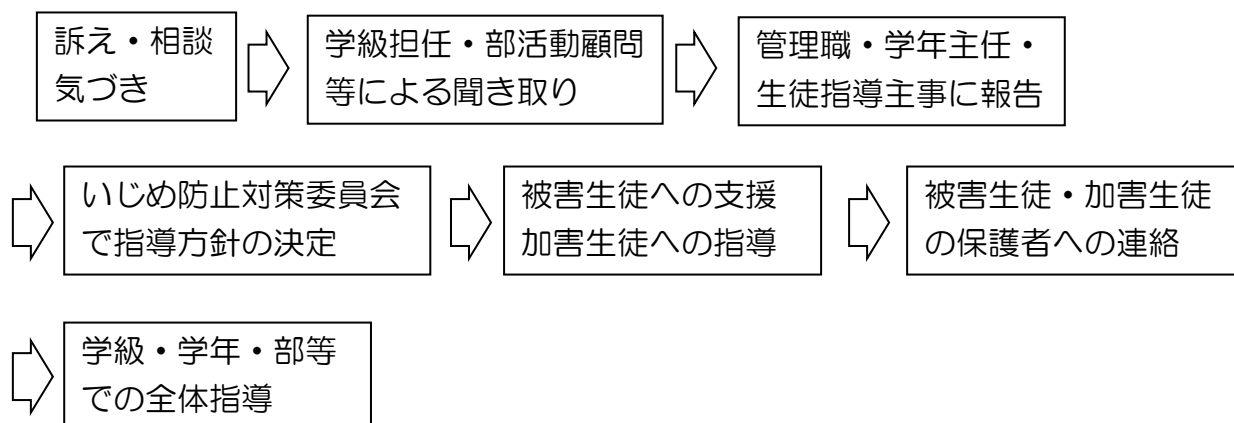 訴え・相談
気づき
学級担任・部活動顧問
等による聞き取り
管理職・学年主任・
生徒指導主事に報告
いじめ防止対策委員会
で指導方針の決定
被害生徒への支援
加害生徒への指導
被害生徒・加害生徒
の保護者への連絡
学級・学年・部等
での全体指導